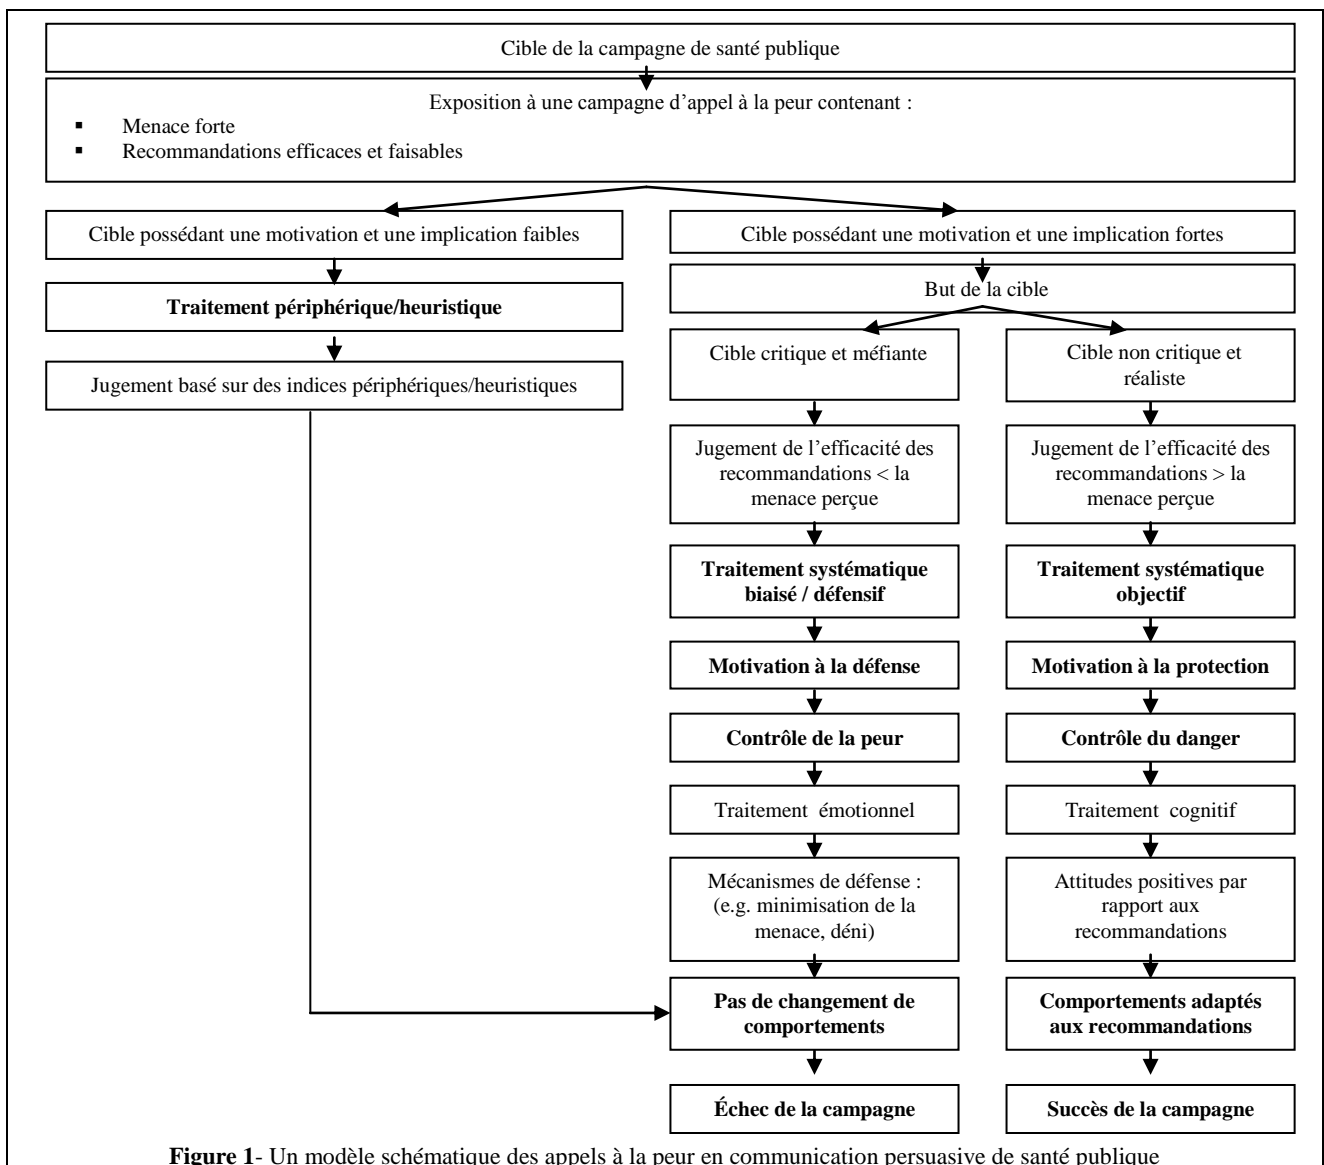 Cible de la campagne de santé publique
Exposition à une campagne d'appel à la peur contenant :
▪ Menace forte
▪ Recommandations efficaces et faisables
Cible possédant une motivation et une implication faibles
Traitement périphérique/heuristique
Jugement basé sur des indices périphériques/heuristiques
Cible possédant une motivation et une implication fortes
But de la cible
Cible critique et méfiante
Jugement de l'efficacité des
recommandations < la
menace perçue
Traitement systématique
biaisé / défensif
Motivation à la défense
Contrôle de la peur
Traitement émotionnel
Mécanismes de défense :
(e.g. minimisation de la
menace, déni)
Pas de changement de
comportements
Échec de la campagne
Cible non critique et
réaliste
Jugement de l'efficacité des
recommandations > la
menace perçue
Traitement systématique
objectif
Motivation à la protection
Contrôle du danger
Traitement cognitif
Attitudes positives par
rapport aux
recommandations
Comportements adaptés
aux recommandations
Succès de la campagne
Figure 1- Un modèle schématique des appels à la peur en communication persuasive de santé publique